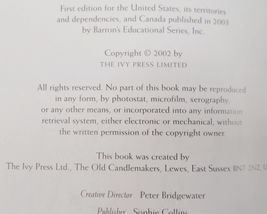 First edition for the United States, its territories
and dependencies, and Canada published in 2003
by Barron's Educational Series, Inc.
Copyright © 2002 by
THE IVY PRESS LIMITED
All rights reserved. No part of this book may be reproduced
in any form, by photostat, microfilm, xerography,
or any other means, or incorporated into any information
retrieval system, either electronic or mechanical, without
the written permission of the copyright owner.
This book was created by
The Ivy Press Ltd., The Old Candlemakers, Lewes, East Sussex BN7 2NZ,
Creative Director Peter Bridgewater
Publisher Sophie Collins